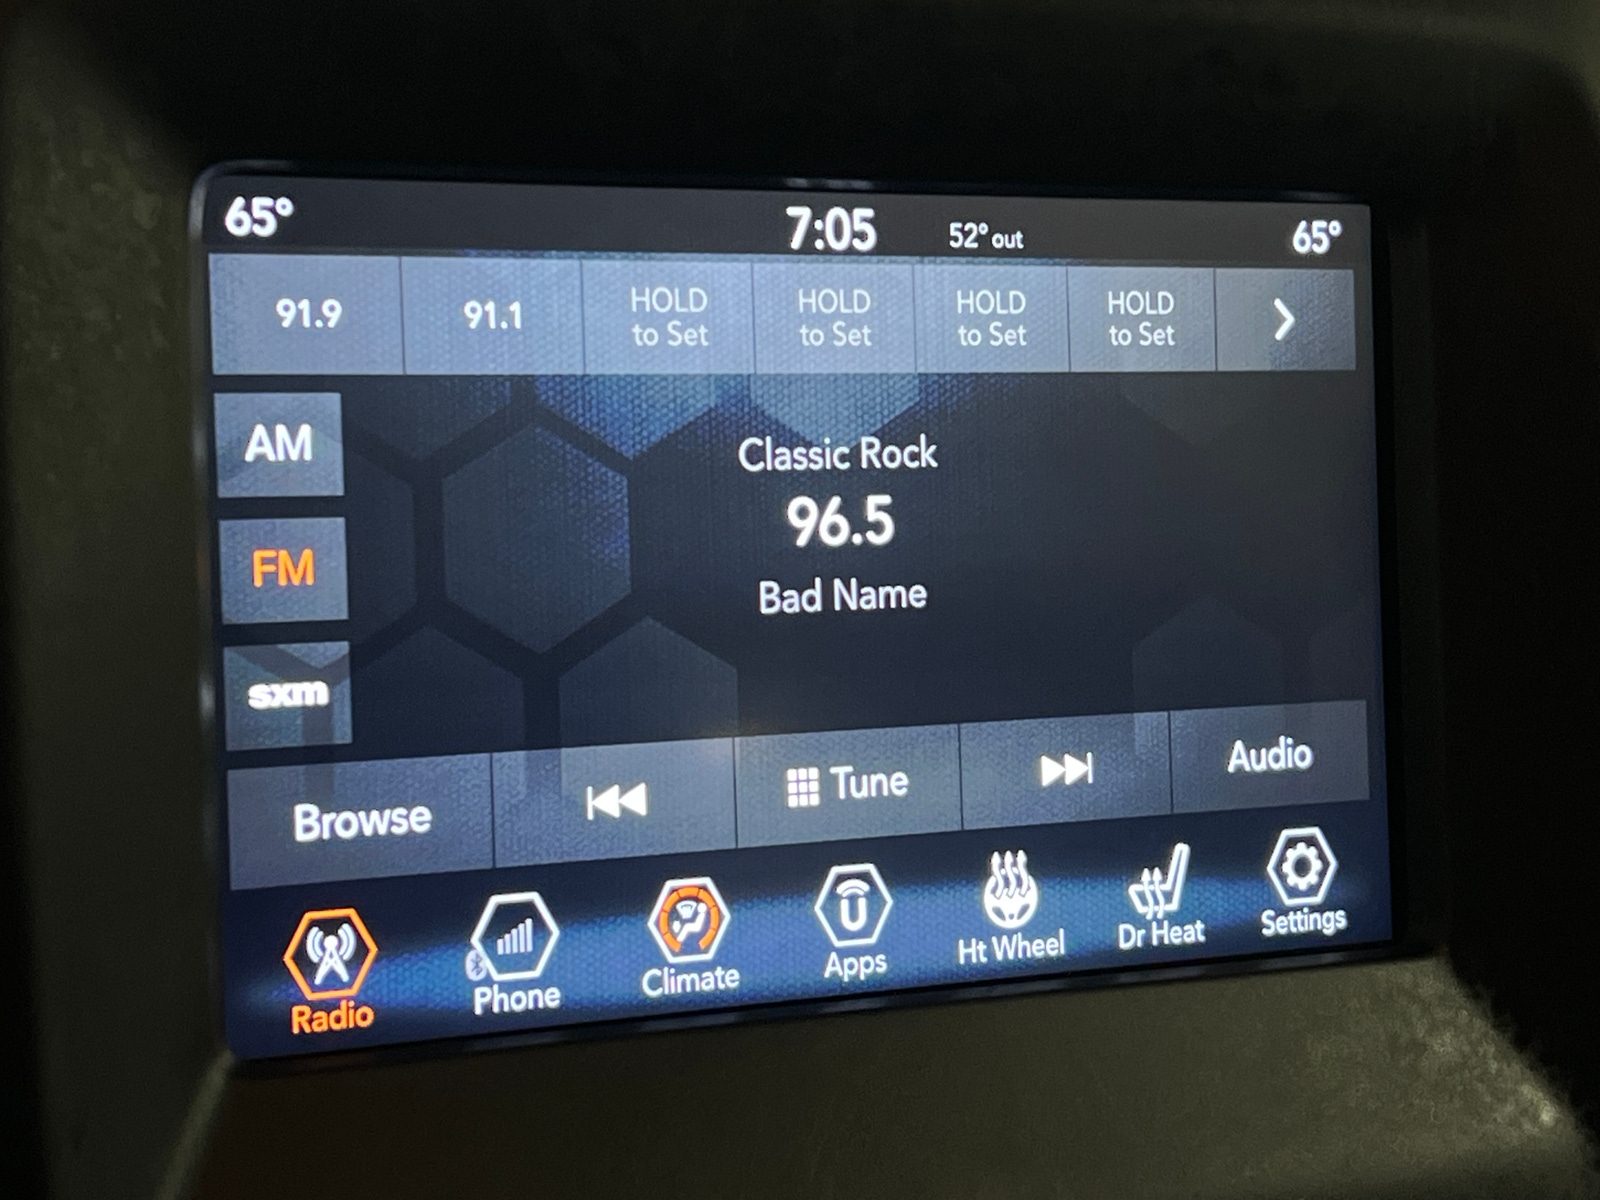 65° 7:05 52° out 65°
91.9 91.1 HOLD to Set HOLD to Set HOLD to Set HOLD to Set
AM
Classic Rock
96.5
FM
Bad Name
sxm
Browse Tune Audio
Radio Phone Climate Apps Ht Wheel Dr Heat Settings